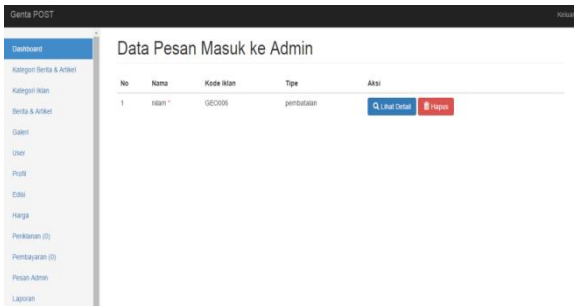 Genta POST
Keluar
Dashboard
Kategori Berita & Artikel
Kategori Iklan
Berita & Artikel
Galeri
User
Profil
Edisi
Harga
Periklanan (0)
Pembayaran (0)
Pesan Admin
Laporan
Data Pesan Masuk ke Admin
No Nama Kode Iklan Tipe Aksi
1 GEO006 pembatalan Lihat Detail Hapus